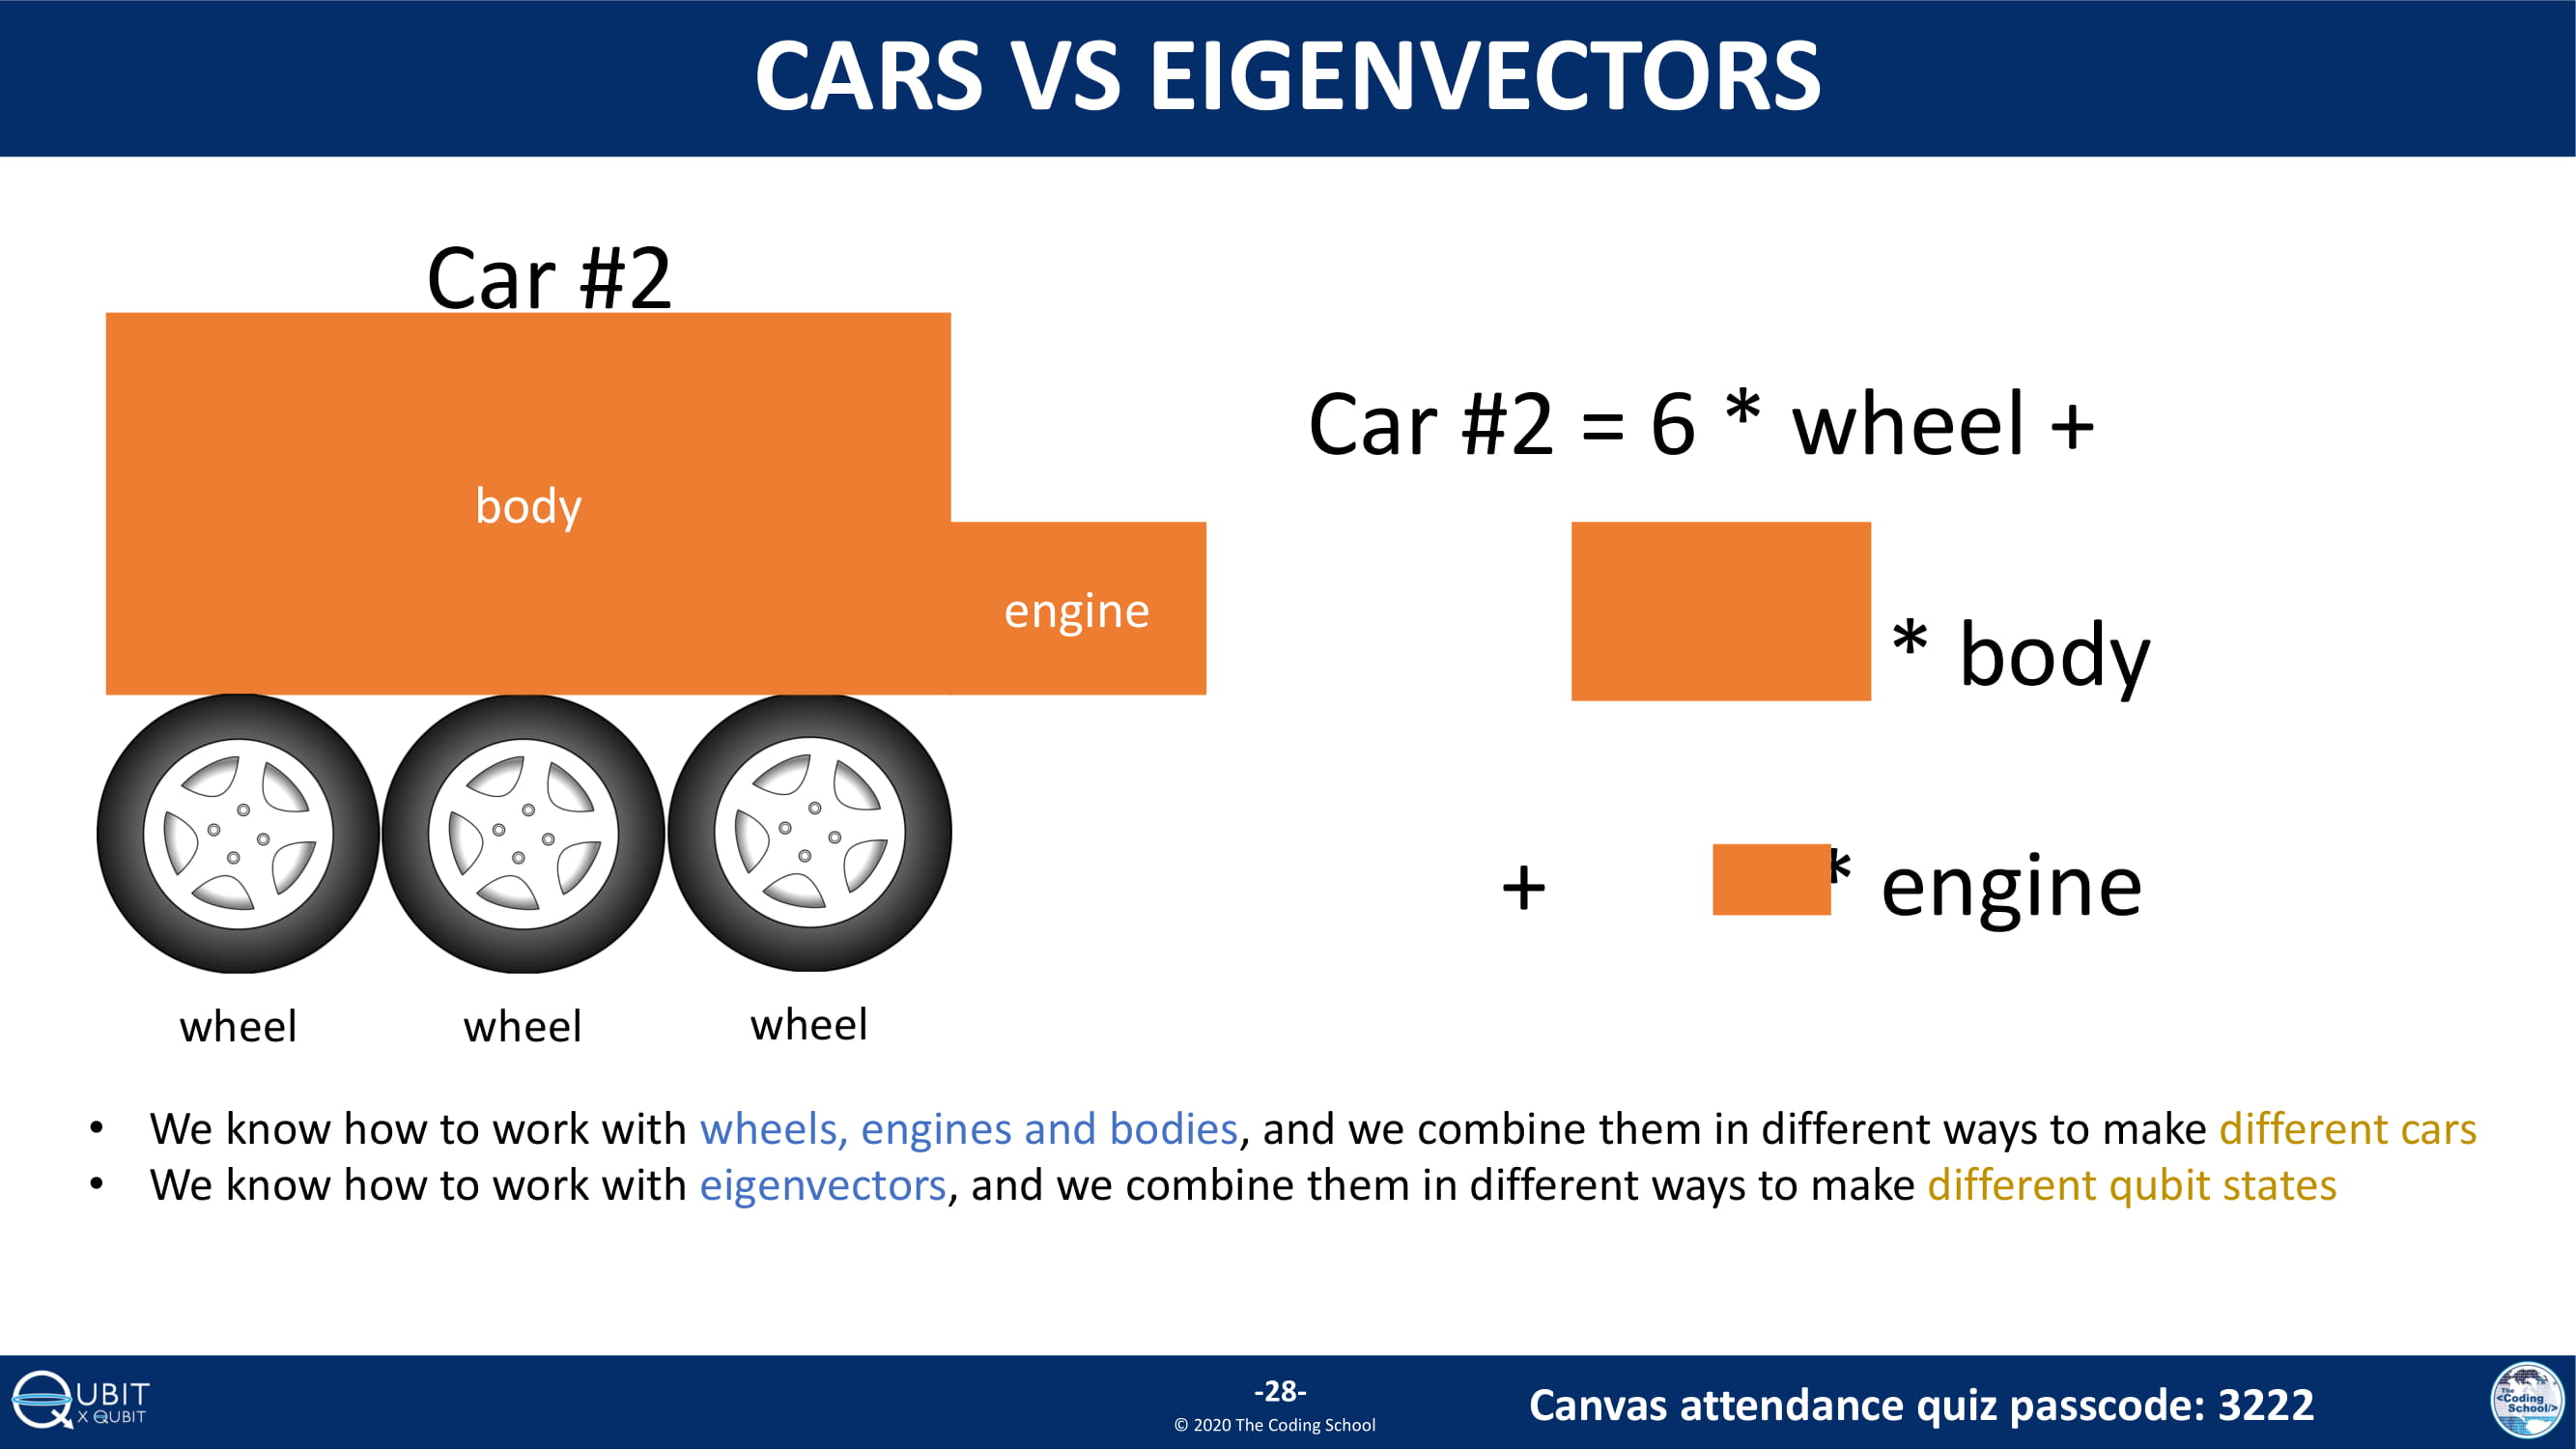 CARS VS EIGENVECTORS
Car #2
body
engine
wheel
wheel
wheel
Car #2 = 6 * wheel +
* body
+ * engine
• We know how to work with wheels, engines and bodies, and we combine them in different ways to make different cars
• We know how to work with eigenvectors, and we combine them in different ways to make different qubit states
QUBIT
X QUBIT
-28-
© 2020 The Coding School
Canvas attendance quiz passcode: 3222
The
<Coding
School/>